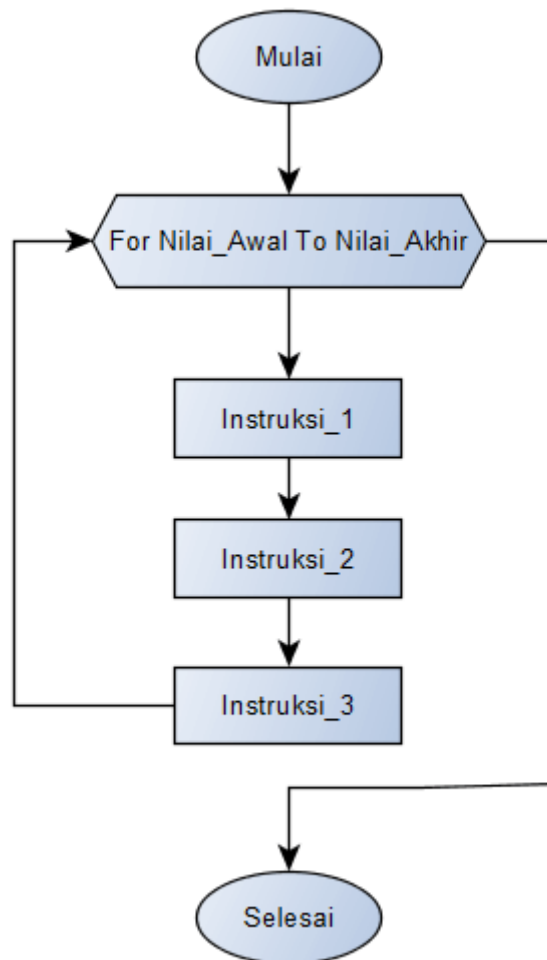 Mulai
For Nilai_Awal To Nilai_Akhir
Instruksi_1
Instruksi_2
Instruksi_3
Selesai